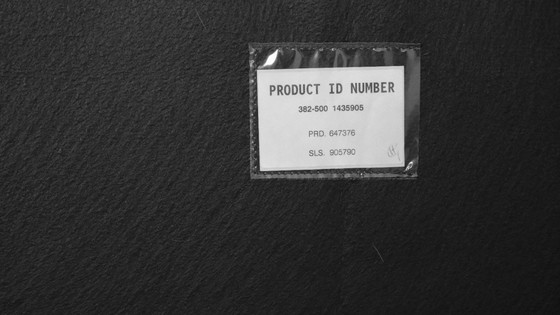 PRODUCT ID NUMBER
382-500 1435905
PRD. 647376
SLS. 905790